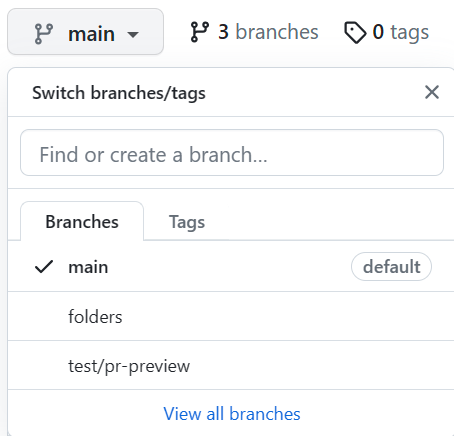 main 3 branches 0 tags
Switch branches/tags
Find or create a branch...
Branches Tags
main default
folders
test/pr-preview
View all branches